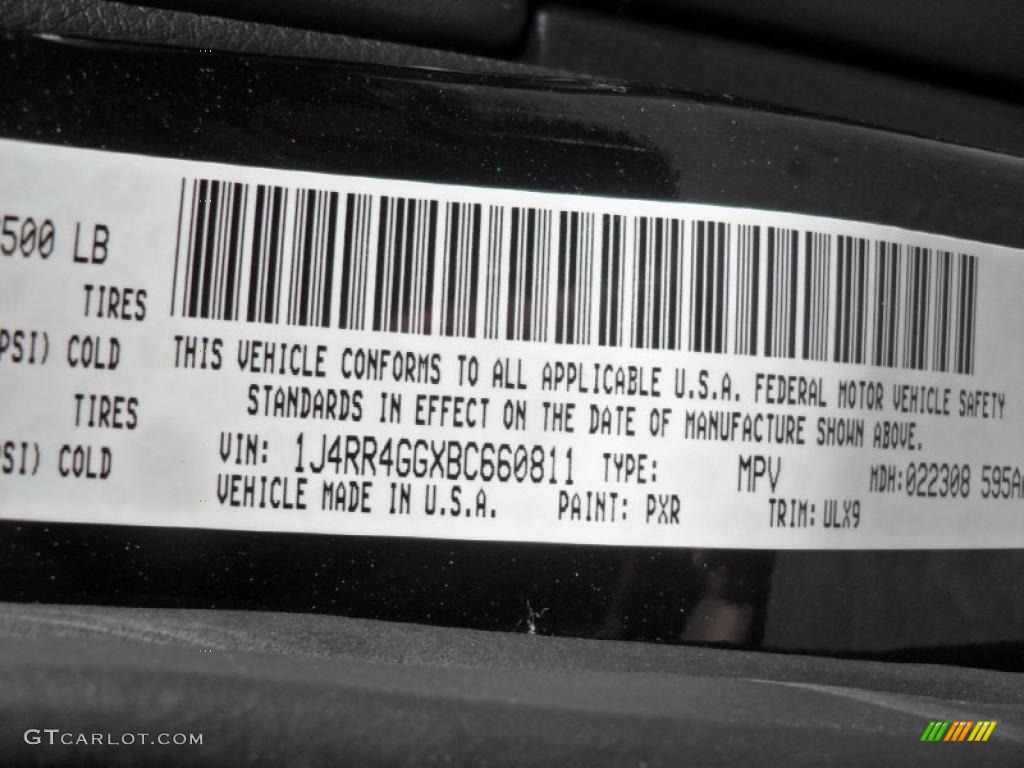 500 LB
TIRES
PSI) COLD
TIRES
SI) COLD
THIS VEHICLE CONFORMS TO ALL APPLICABLE U.S.A. FEDERAL MOTOR VEHICLE SAFETY
STANDARDS IN EFFECT ON THE DATE OF MANUFACTURE SHOWN ABOVE.
VIN: 1J4RR4GGXBC660811 TYPE: MPV MDH:022308 595A
VEHICLE MADE IN U.S.A. PAINT: PXR TRIM: ULX9
GTCARLOT.COM